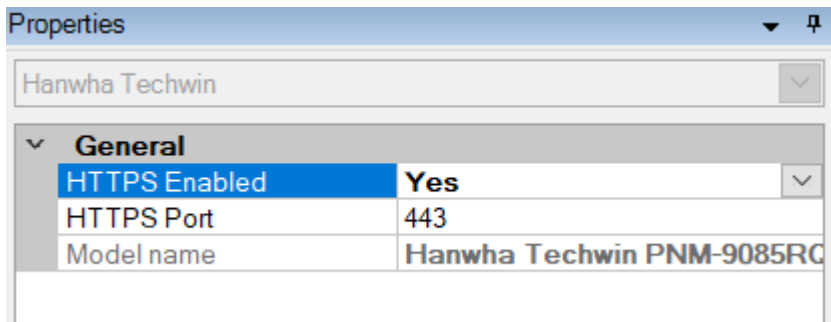 Properties
Hanwha Techwin
General
HTTPS Enabled Yes
HTTPS Port 443
Model name Hanwha Techwin PNM-9085RQ